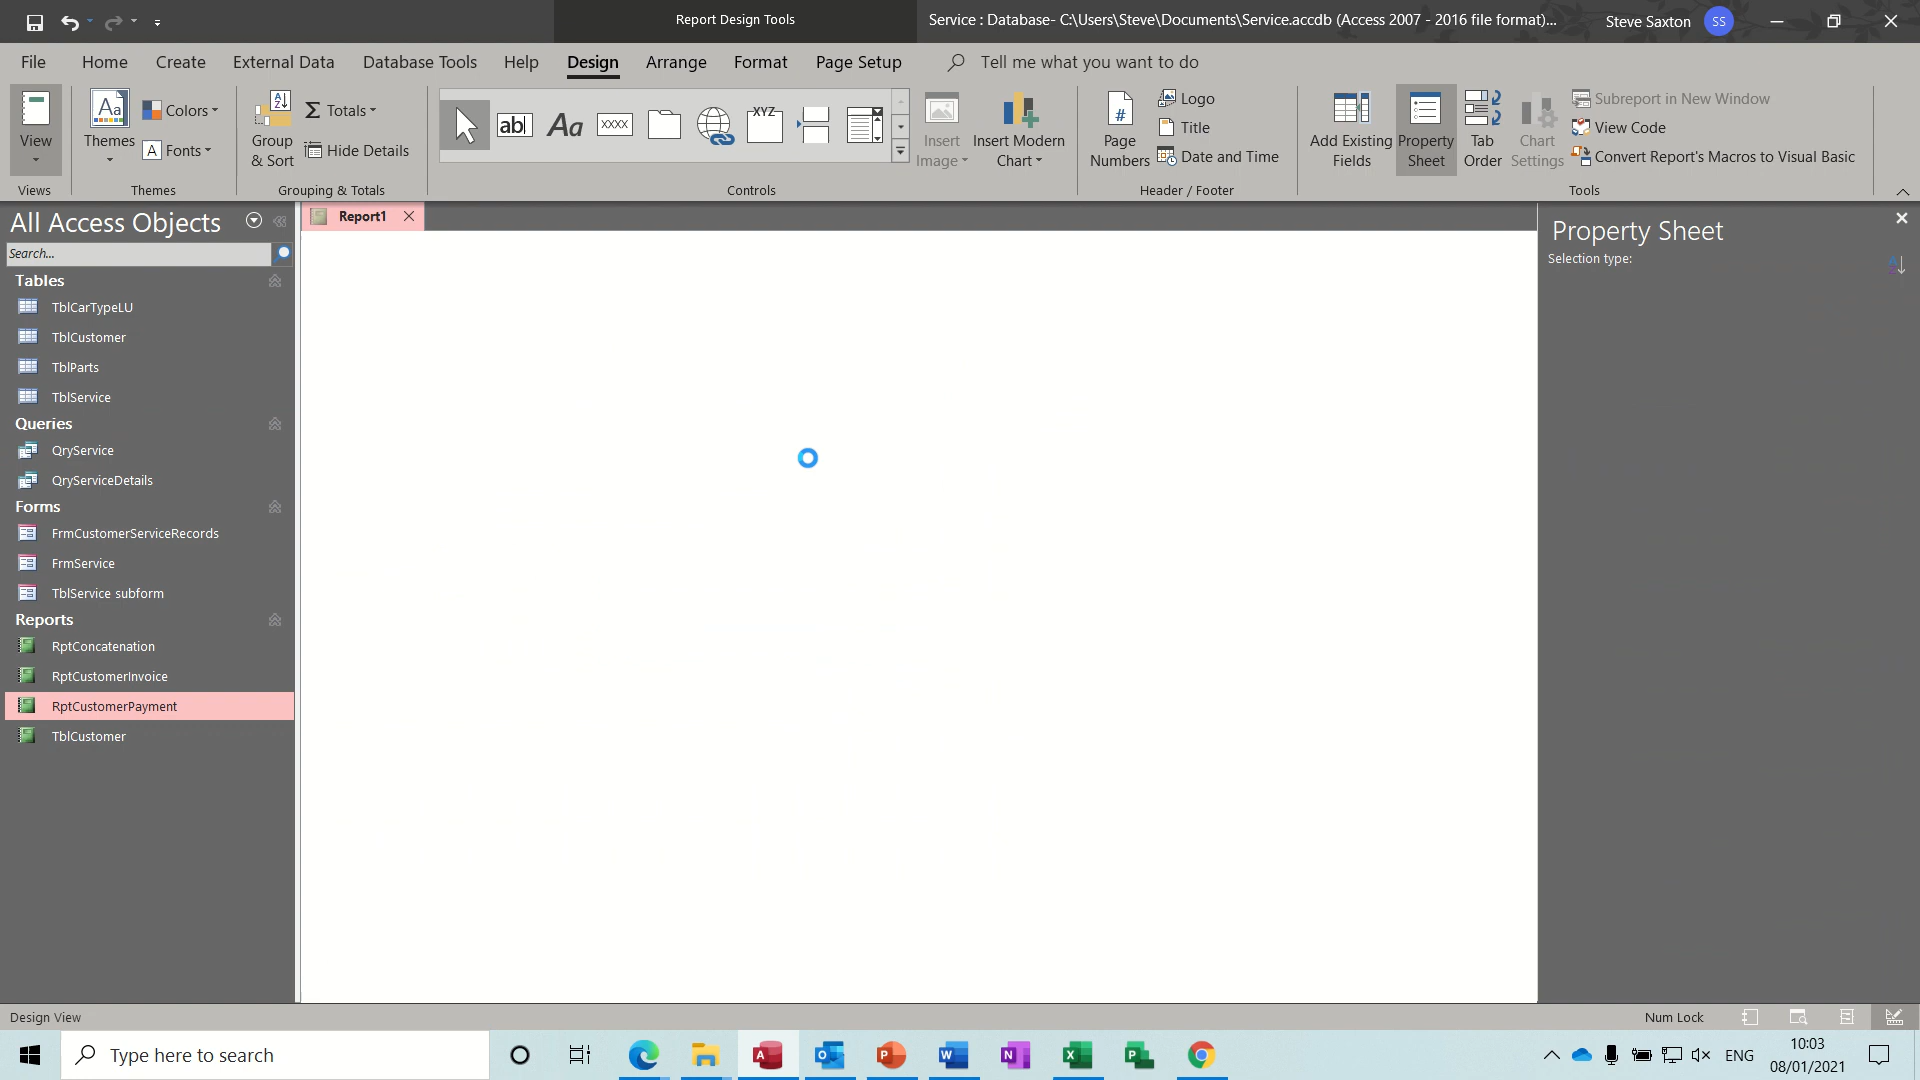 Report Design Tools
Service : Database- C:\Users\Steve\Documents\Service.accdb (Access 2007 - 2016 file format)...
Steve Saxton
SS
File
Home
Create
External Data
Database Tools
Help
Design
Arrange
Format
Page Setup
Tell me what you want to do
View
Views
Aa
Themes
Colors
A
Fonts
Themes
Group
& Sort
Totals
Hide Details
Grouping & Totals
ab
Aa
XXXX
XYZ
Controls
Insert
Image
Insert Modern
Chart
#
Page
Numbers
Logo
Title
Date and Time
Header / Footer
Add Existing
Fields
Property
Sheet
Tab
Order
Chart
Settings
Subreport in New Window
View Code
Convert Report's Macros to Visual Basic
Tools
All Access Objects
Search...
Tables
TblCarTypeLU
TblCustomer
TblParts
TblService
Queries
QryService
QryServiceDetails
Forms
FrmCustomerServiceRecords
FrmService
TblService subform
Reports
RptConcatenation
RptCustomerInvoice
RptCustomerPayment
TblCustomer
Report1
Property Sheet
Selection type:
Design View
Num Lock
Type here to search
ENG
10:03
08/01/2021